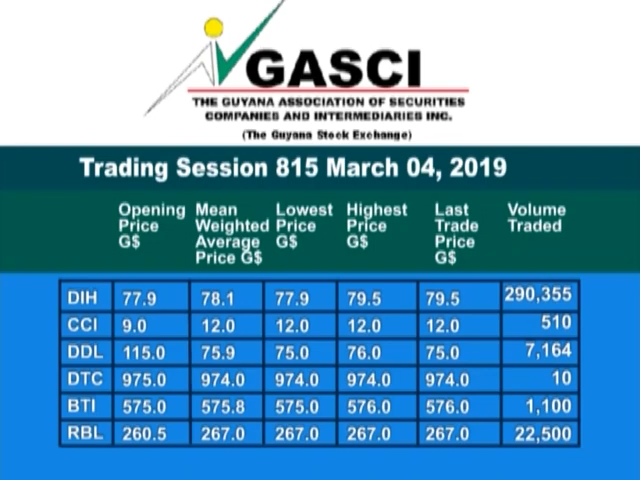 GASCI
THE GUYANA ASSOCIATION OF SECURITIES
COMPANIES AND INTERMEDIARIES INC.
(The Guyana Stock Exchange)
Trading Session 815 March 04, 2019
Opening Price G$ Mean Weighted Average Price G$ Lowest Price G$ Highest Price G$ Last Trade Price G$ Volume Traded
DIH 77.9 78.1 77.9 79.5 79.5 290,355
CCI 9.0 12.0 12.0 12.0 12.0 510
DDL 115.0 75.9 75.0 76.0 75.0 7,164
DTC 975.0 974.0 974.0 974.0 974.0 10
BTI 575.0 575.8 575.0 576.0 576.0 1,100
RBL 260.5 267.0 267.0 267.0 267.0 22,500